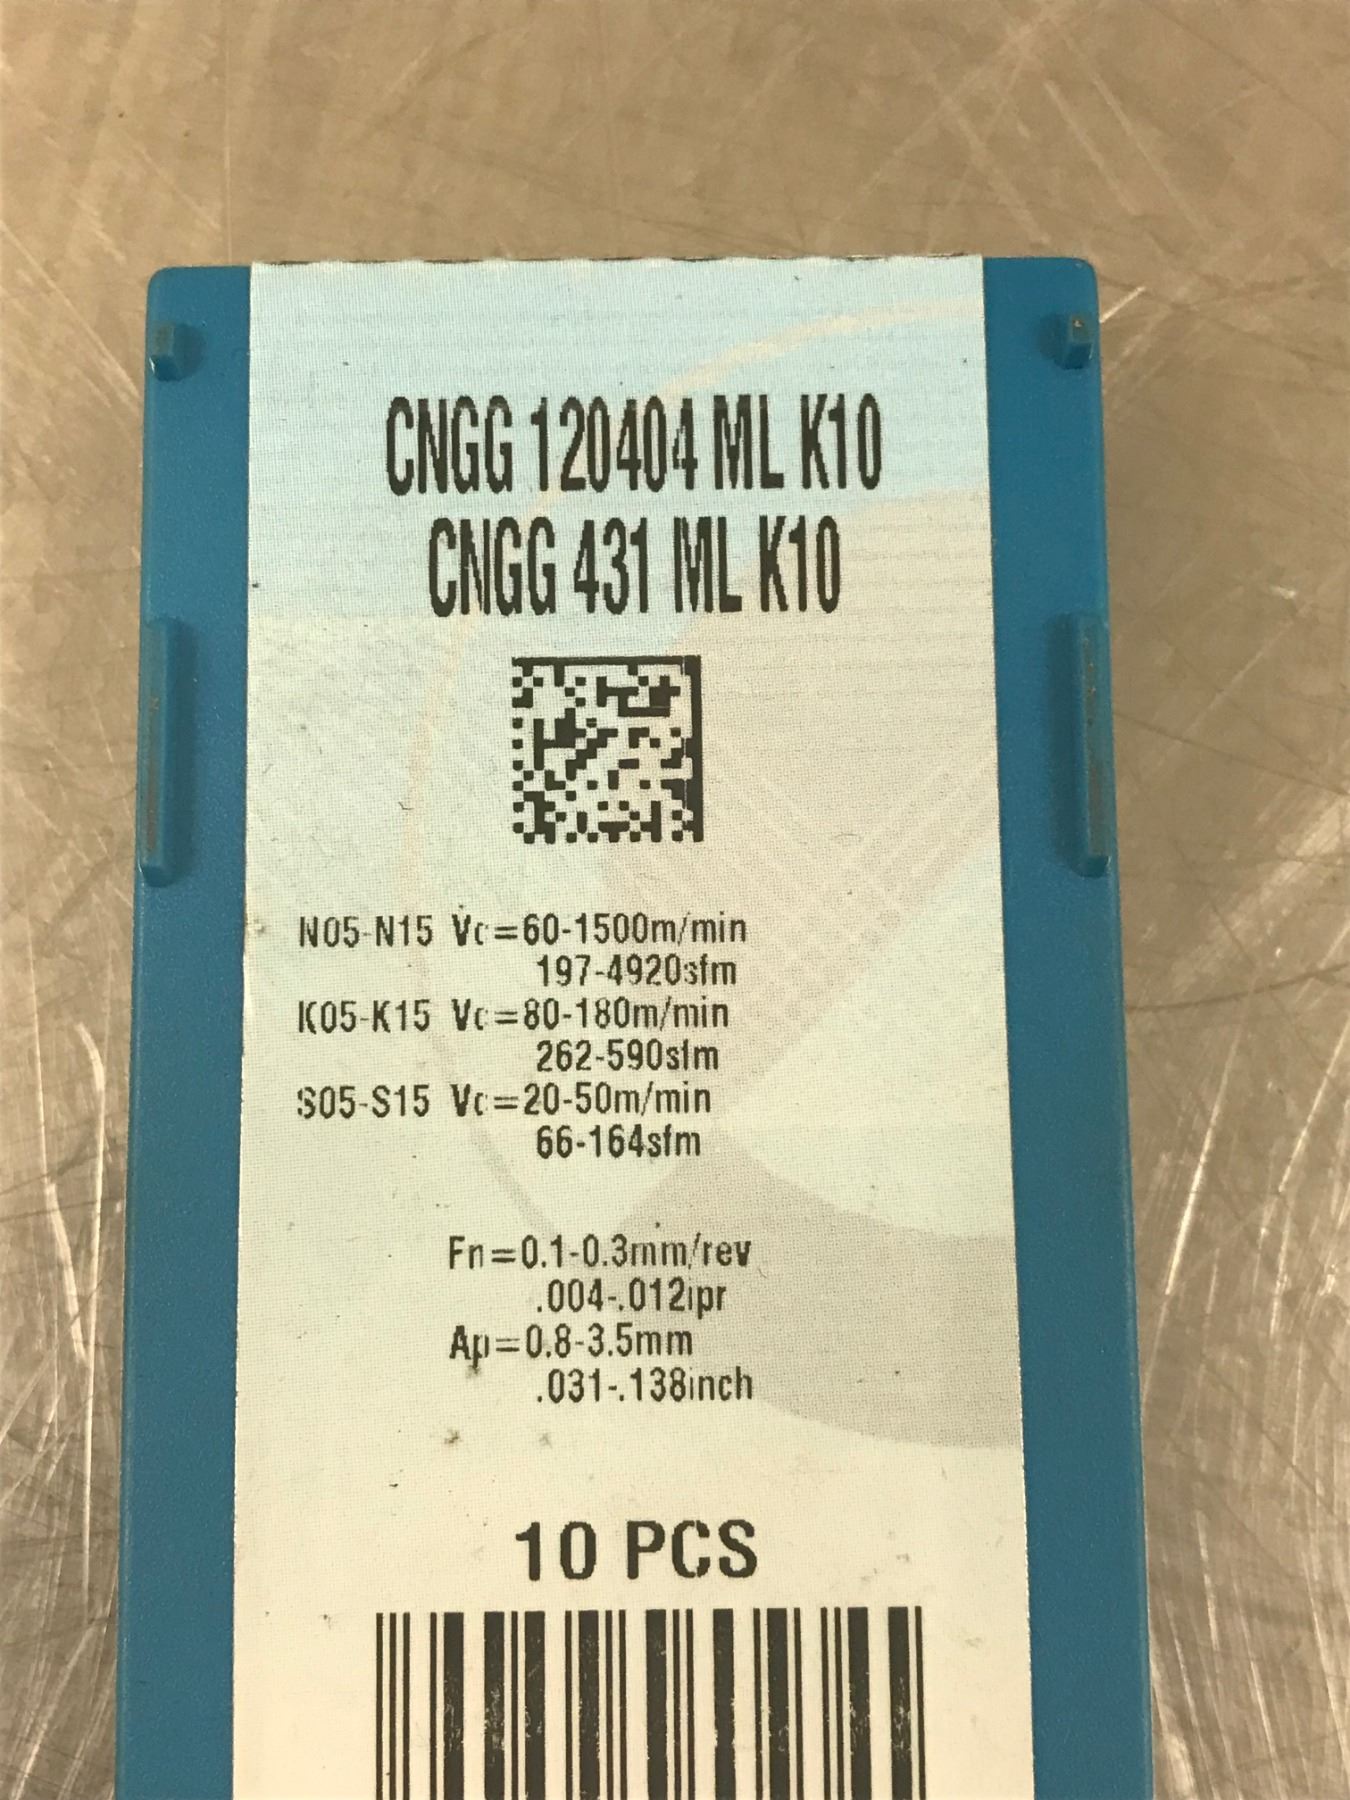 CNGG 120404 ML K10
CNGG 431 ML K10
N05-N15 Vc=60-1500m/min
197-4920sfm
K05-K15 Vc=80-180m/min
262-590sfm
S05-S15 Vc=20-50m/min
66-164sfm
Fn=0.1-0.3mm/rev
.004-.012ipr
Ap=0.8-3.5mm
.031-.138inch
10 PCS